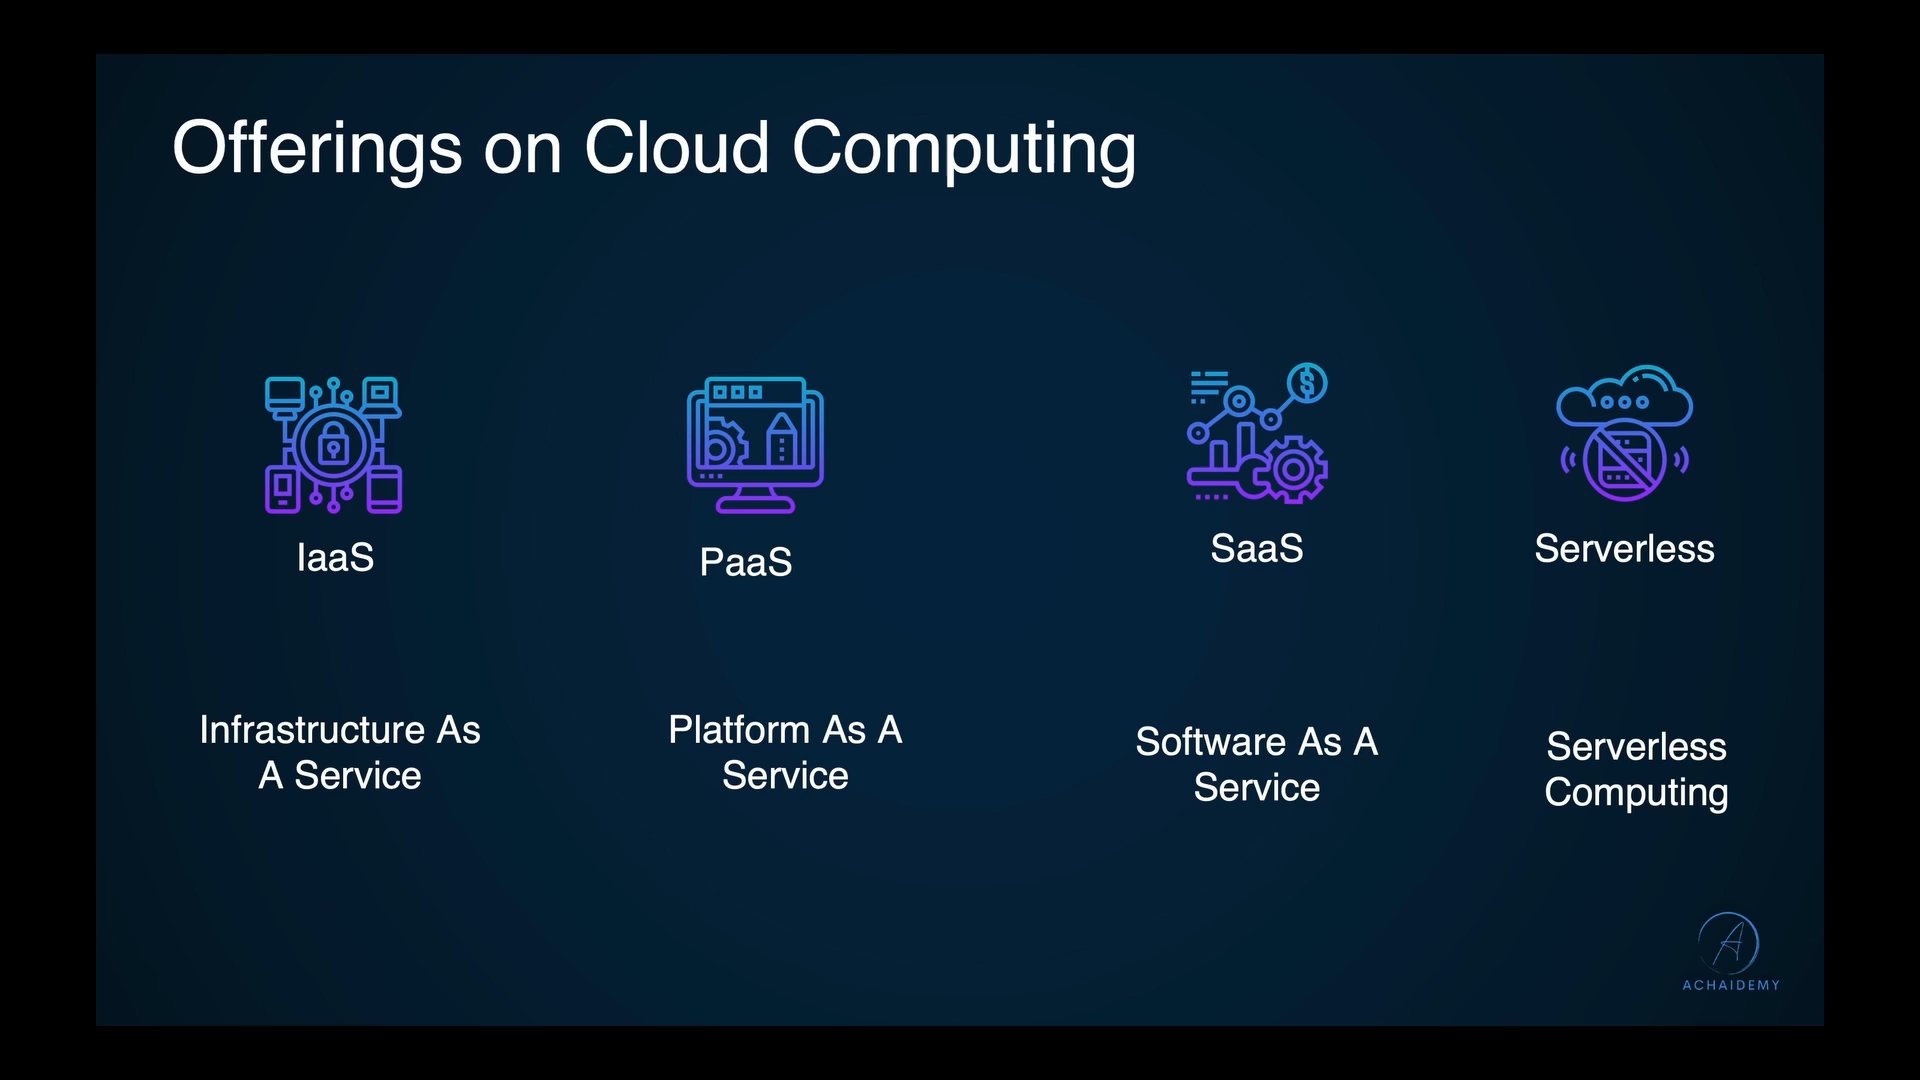 Offerings on Cloud Computing
IaaS
PaaS
SaaS
Serverless
Infrastructure As
A Service
Platform As A
Service
Software As A
Service
Serverless
Computing
A
ACHAIDEMY